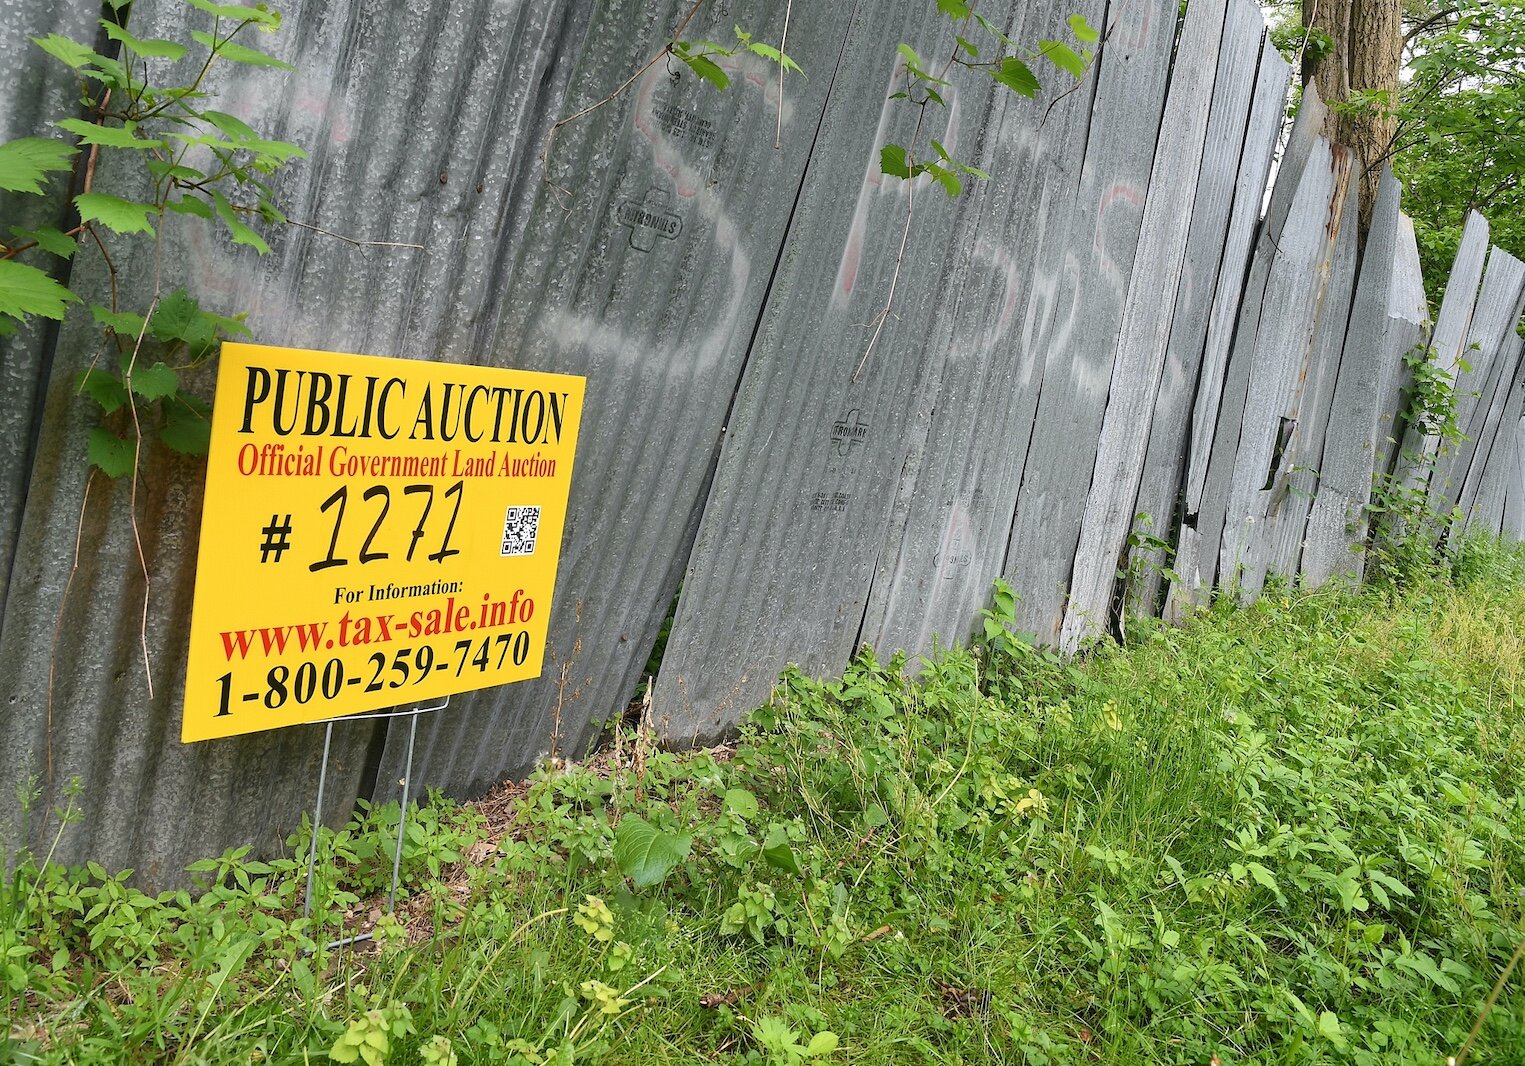 PUBLIC AUCTION
Official Government Land Auction
# 1271
For Information:
www.tax-sale.info
1-800-259-7470